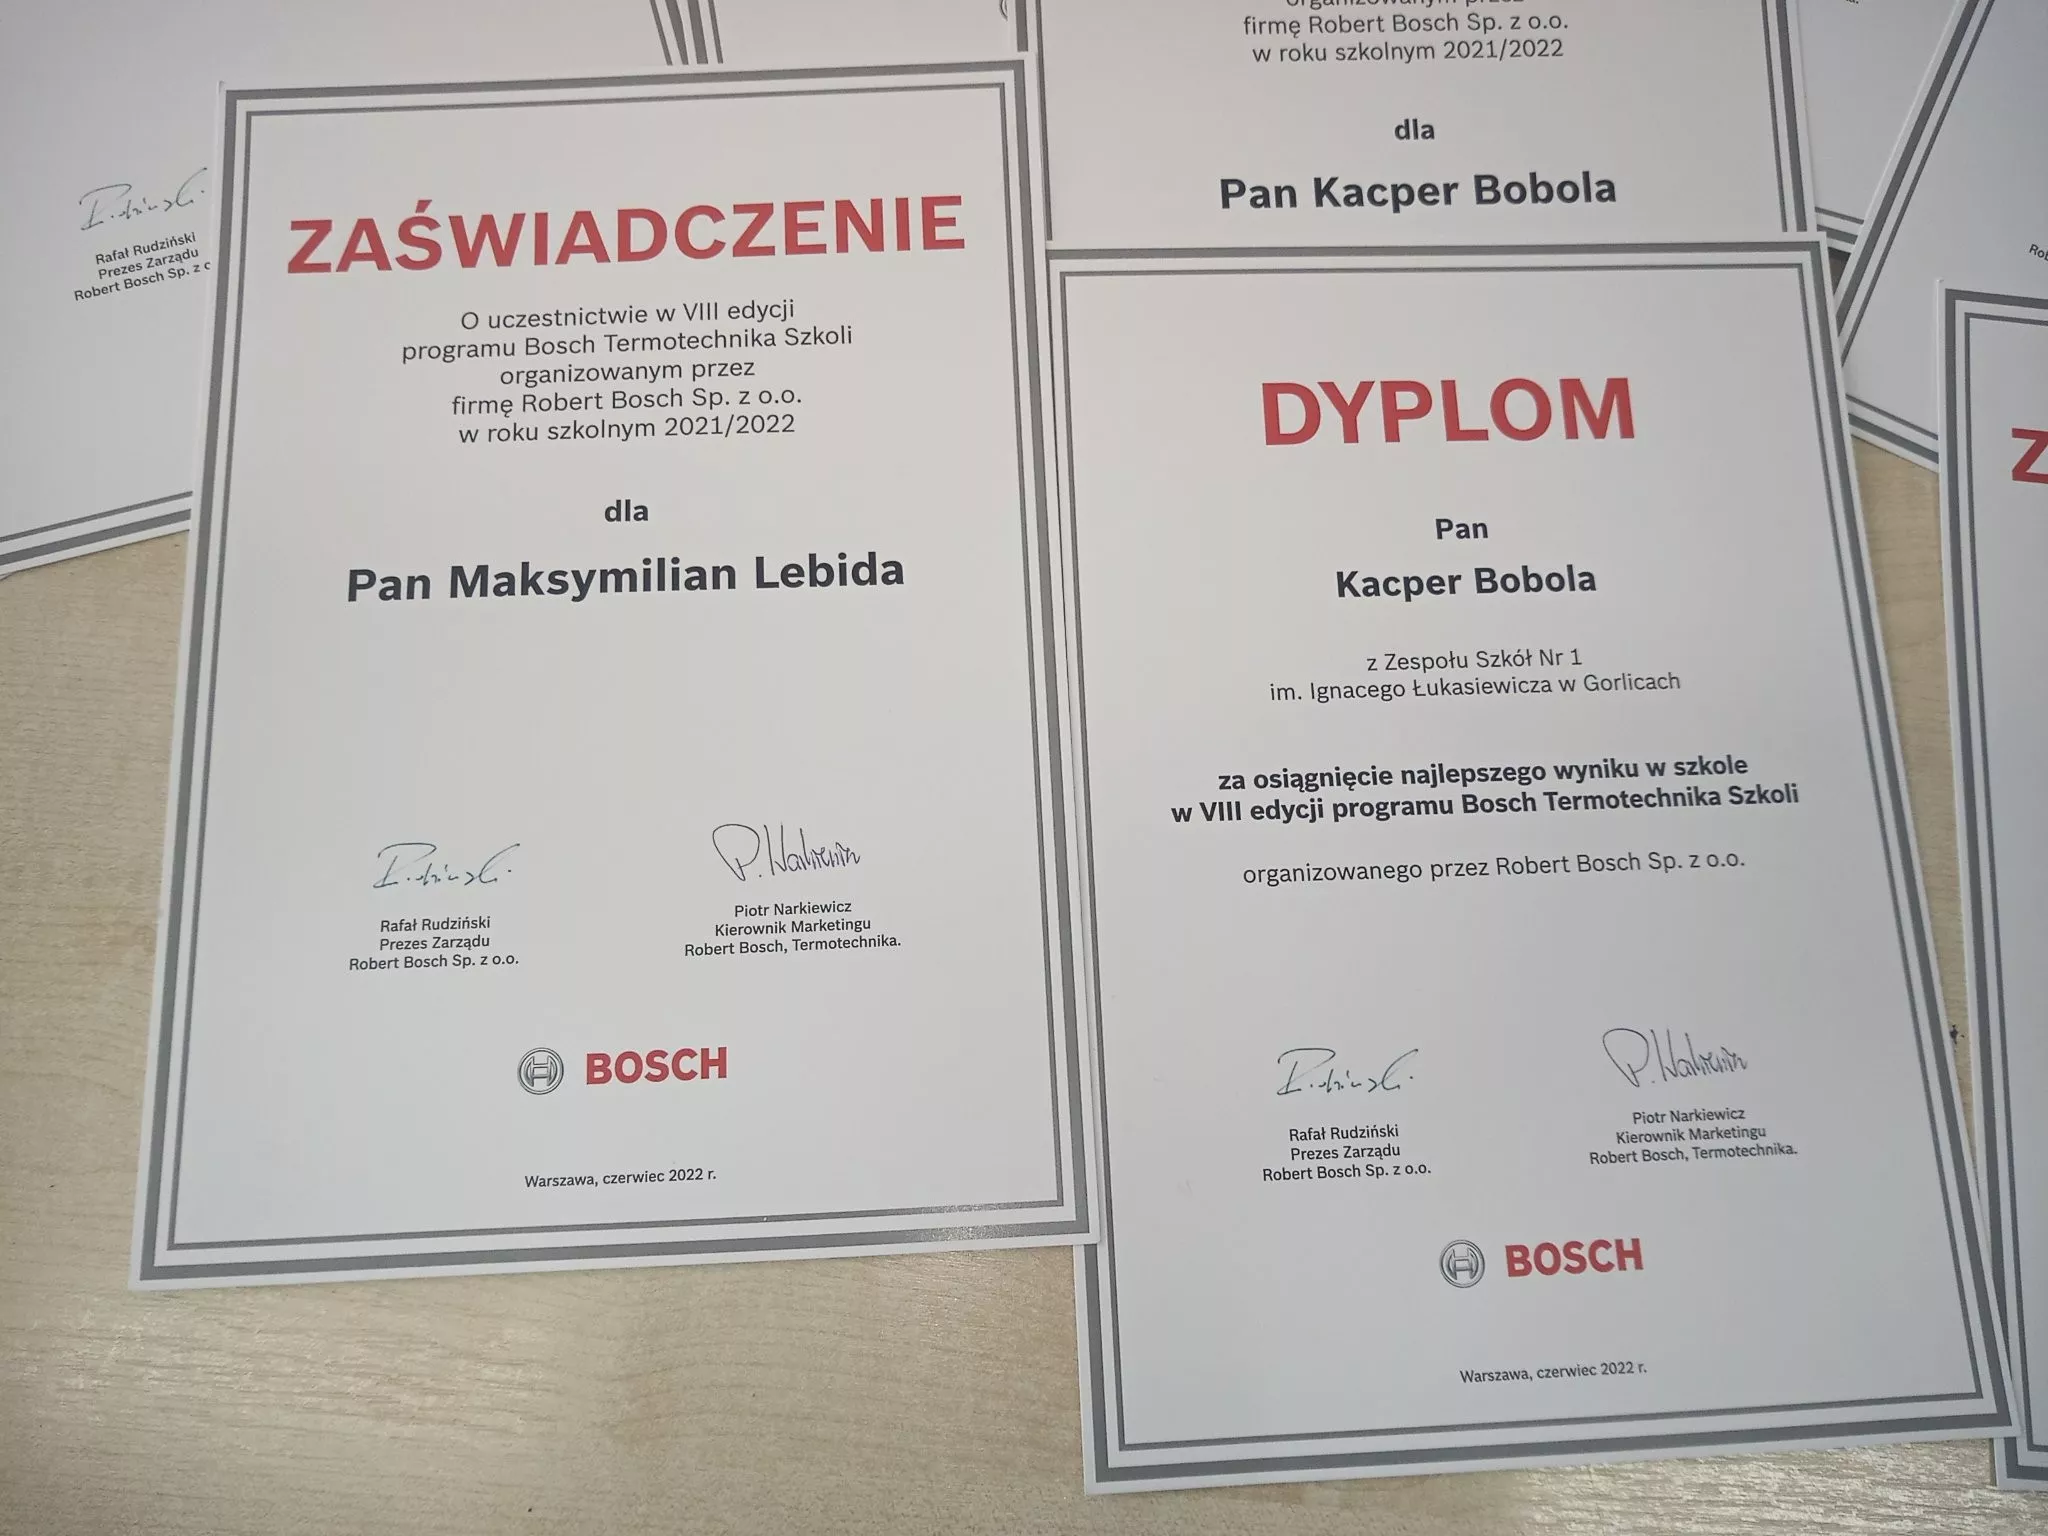 Rafał Rudziński
Prezes Zarządu
Robert Bosch Sp. z o
ZAŚWIADCZENIE
O uczestnictwie w VIII edycji
programu Bosch Termotechnika Szkoli
organizowanym przez
firmę Robert Bosch Sp. z o.o.
w roku szkolnym 2021/2022
dla
Pan Maksymilian Lebida
Rafał Rudziński
Prezes Zarządu
Robert Bosch Sp. z o.o.
Piotr Narkiewicz
Kierownik Marketingu
Robert Bosch, Termotechnika.
BOSCH
Warszawa, czerwiec 2022 r.
organizowanym przez
firmę Robert Bosch Sp. z o.o.
w roku szkolnym 2021/2022
dla
Pan Kacper Bobola
DYPLOM
Pan
Kacper Bobola
z Zespołu Szkół Nr 1
im. Ignacego Łukasiewicza w Gorlicach
za osiągnięcie najlepszego wyniku w szkole
w VIII edycji programu Bosch Termotechnika Szkoli
organizowanego przez Robert Bosch Sp. z o.o.
Rafał Rudziński
Prezes Zarządu
Robert Bosch Sp. z o.o.
Piotr Narkiewicz
Kierownik Marketingu
Robert Bosch, Termotechnika.
BOSCH
Warszawa, czerwiec 2022 r.
Z